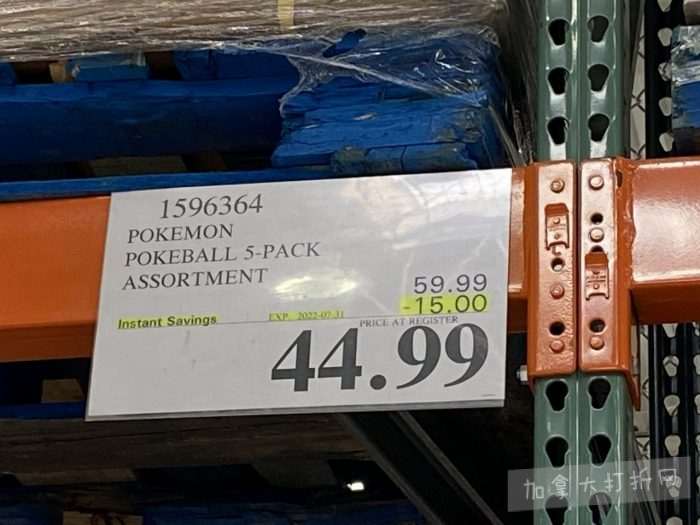 1596364
POKEMON
POKEBALL 5-PACK
ASSORTMENT
59.99
-15.00
Instant Savings EXP. 2022-07-31 PRICE AT REGISTER
44.99
加拿大打折网